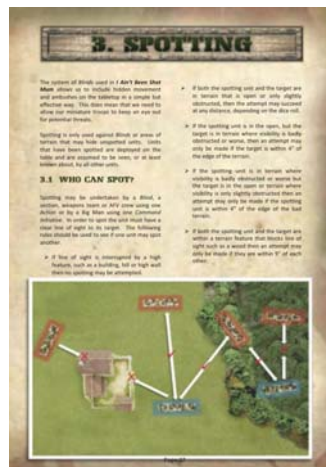 3. SPOTTING
The system of Blinds used in I Ain't Been Shot
Mum allows us to include hidden movement
and ambushes on the tabletop in a simple but
effective way. This does mean that we need to
allow our miniature troops to keep an eye out
for potential threats.
Spotting is only used against Blinds or areas of
terrain that may hide unspotted units. Units
that have been spotted are deployed on the
table and are assumed to be seen, or at least
known about, by all other units.
3.1 WHO CAN SPOT?
Spotting may be undertaken by a Blind, a
section, weapons team or AFV crew using one
Action or by a Big Man using one Command
Initiative. In order to spot the unit must have a
clear line of sight to its target. The following
rules should be used to see if one unit may spot
another.
➢ If line of sight is interrupted by a high
feature, such as a building, hill or high wall
then no spotting may be attempted.
➢ If both the spotting unit and the target are
in terrain that is open or only slightly
obstructed, then the attempt may succeed
at any distance, depending on the dice roll.
➢ If the spotting unit is in the open, but the
target is in terrain where visibility is badly
obstructed or worse, then an attempt may
only be made if the target is within 4" of
the edge of the terrain.
➢ If the spotting unit is in terrain where
visibility is badly obstructed or worse but
the target is in the open or terrain where
visibility is only slightly obstructed then an
attempt may only be made if the spotting
unit is within 4" of the edge of the bad
terrain.
➢ If both the spotting unit and the target are
within a terrain feature that blocks line of
sight such as a wood then an attempt may
only be made if they are within 9" of each
other.